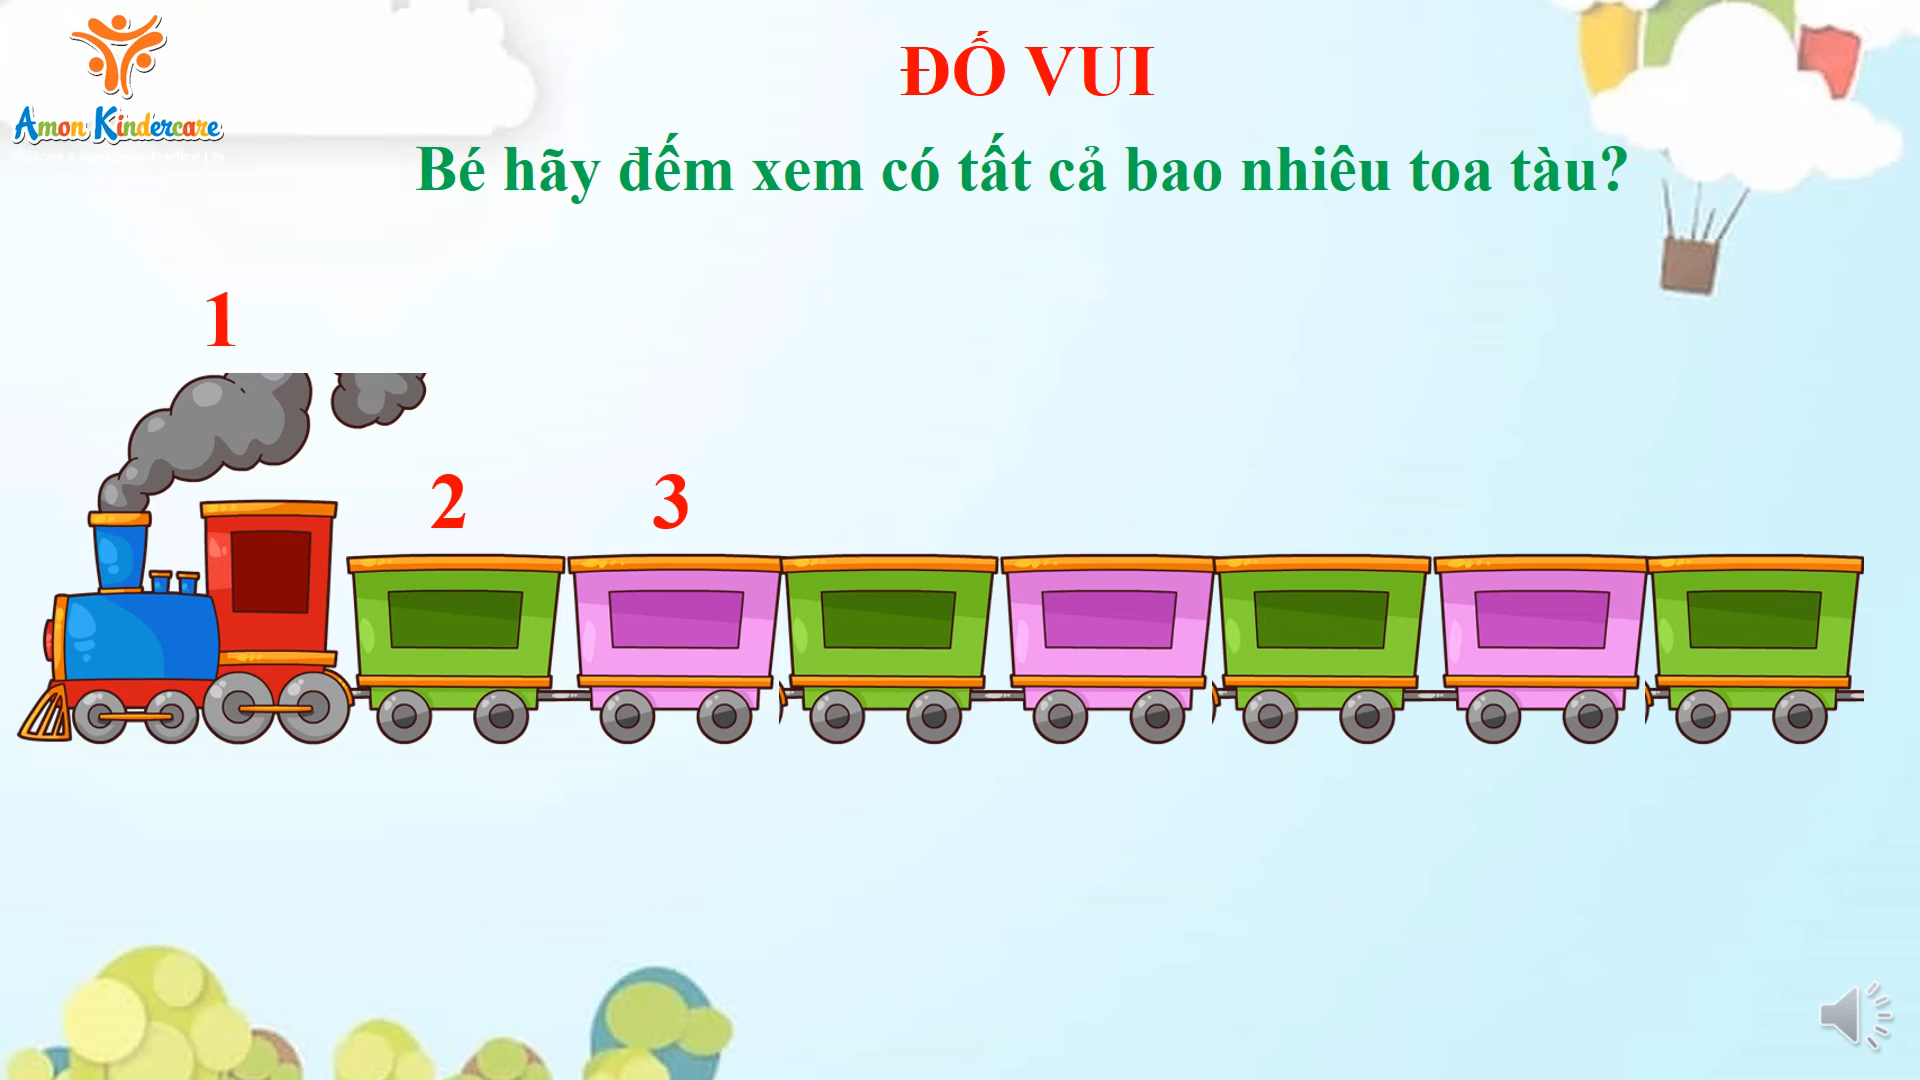 Amon Kindercare
ĐỐ VUI
Bé hãy đếm xem có tất cả bao nhiêu toa tàu?
1
2 3